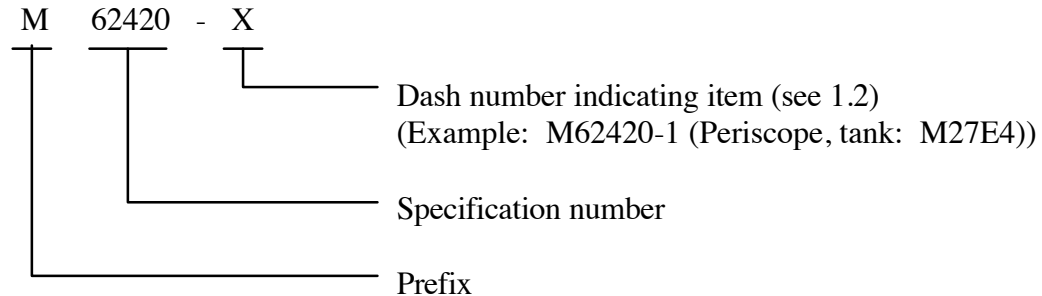 M 62420 - X
Dash number indicating item (see 1.2)
(Example: M62420-1 (Periscope, tank: M27E4))
Specification number
Prefix